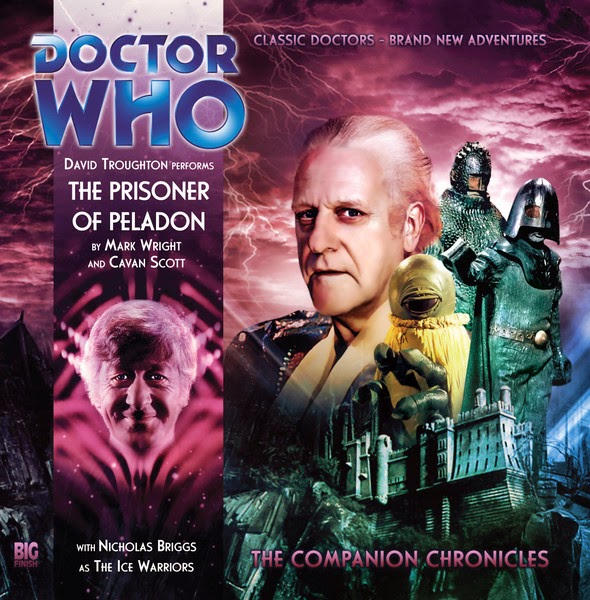 DOCTOR
WHO
CLASSIC DOCTORS - BRAND NEW ADVENTURES
DAVID TROUGHTON PERFORMS
THE PRISONER
OF PELADON
BY MARK WRIGHT
AND CAVAN SCOTT
WITH NICHOLAS BRIGGS
AS THE ICE WARRIORS
BIG
FINISH
THE COMPANION CHRONICLES